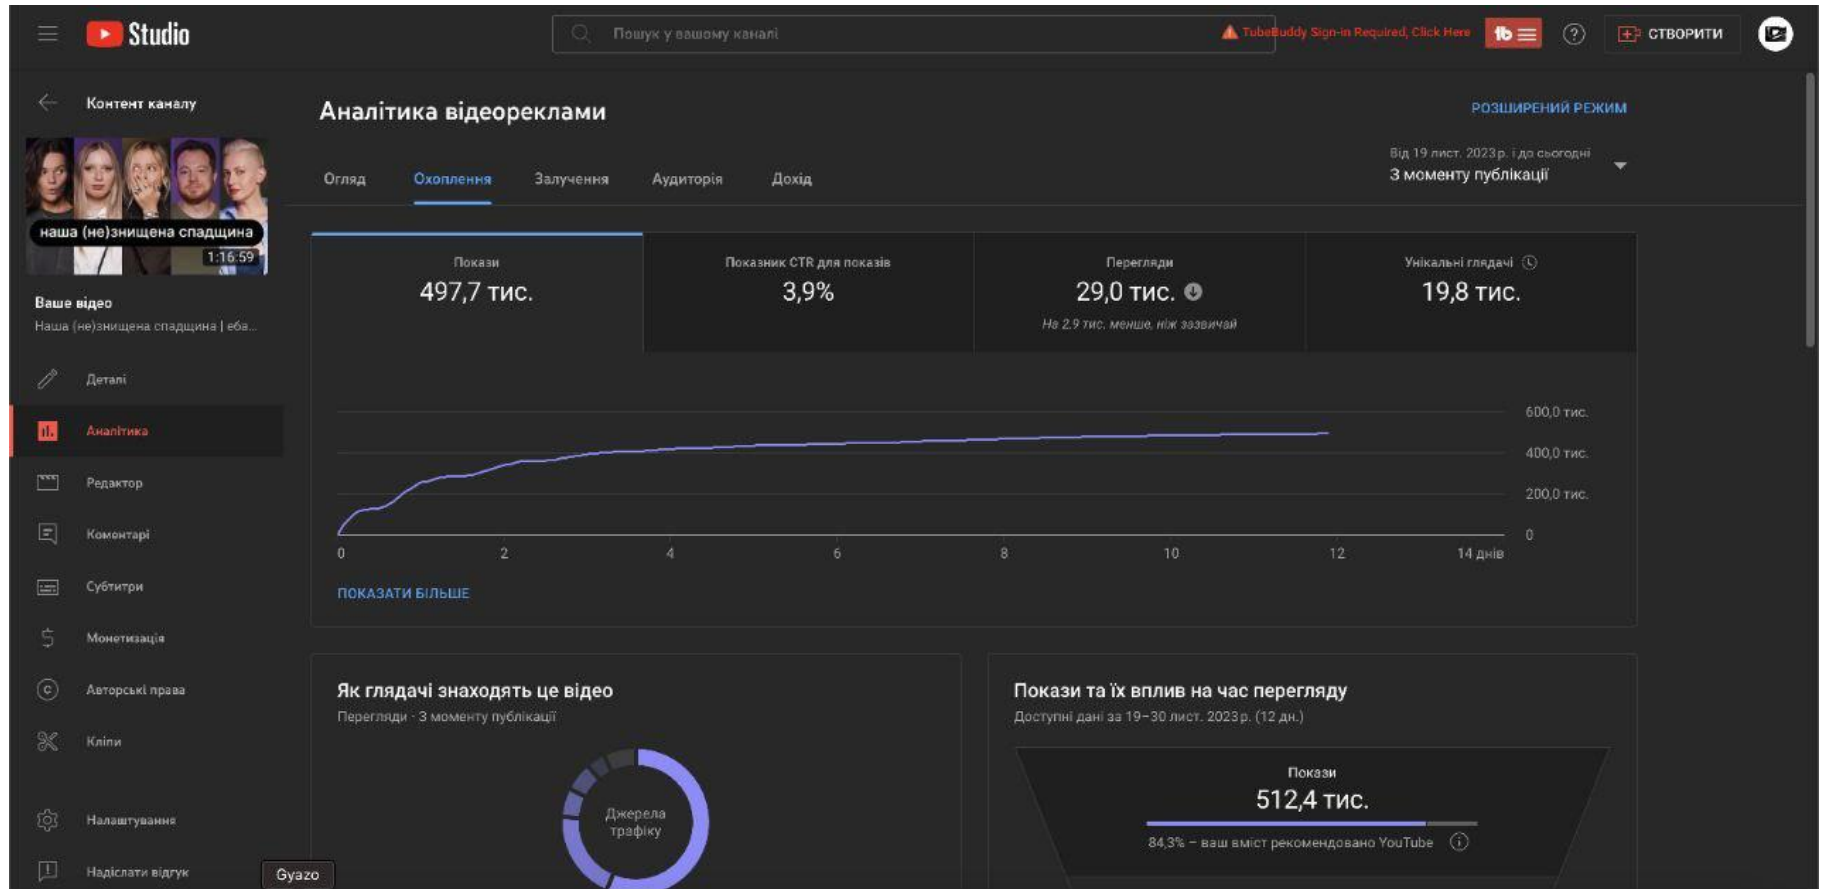 Studio
Пошук у вашому каналі
TubeBuddy Sign-in Required, Click Here
tb
СТВОРИТИ
Контент каналу
наша (не)знищена спадщина
1:16:59
Ваше відео
Наша (не)знищена спадщина | еба...
Деталі
Аналітика
Редактор
Коментарі
Субтитри
Монетизація
Авторські права
Кліпи
Налаштування
Надіслати відгук
Gyazo
Аналітика відеореклами
РОЗШИРЕНИЙ РЕЖИМ
Огляд
Охоплення
Залучення
Аудиторія
Дохід
Від 19 лист. 2023 р. і до сьогодні
З моменту публікації
Покази
497,7 тис.
Показник CTR для показів
3,9%
Перегляди
29,0 тис.
На 2,9 тис. менше, ніж зазвичай
Унікальні глядачі
19,8 тис.
600,0 тис.
400,0 тис.
200,0 тис.
0
0 2 4 6 8 10 12 14 днів
ПОКАЗАТИ БІЛЬШЕ
Як глядачі знаходять це відео
Перегляди · З моменту публікації
Джерела
трафіку
Покази та їх вплив на час перегляду
Доступні дані за 19–30 лист. 2023 р. (12 дн.)
Покази
512,4 тис.
84,3% – ваш вміст рекомендовано YouTube